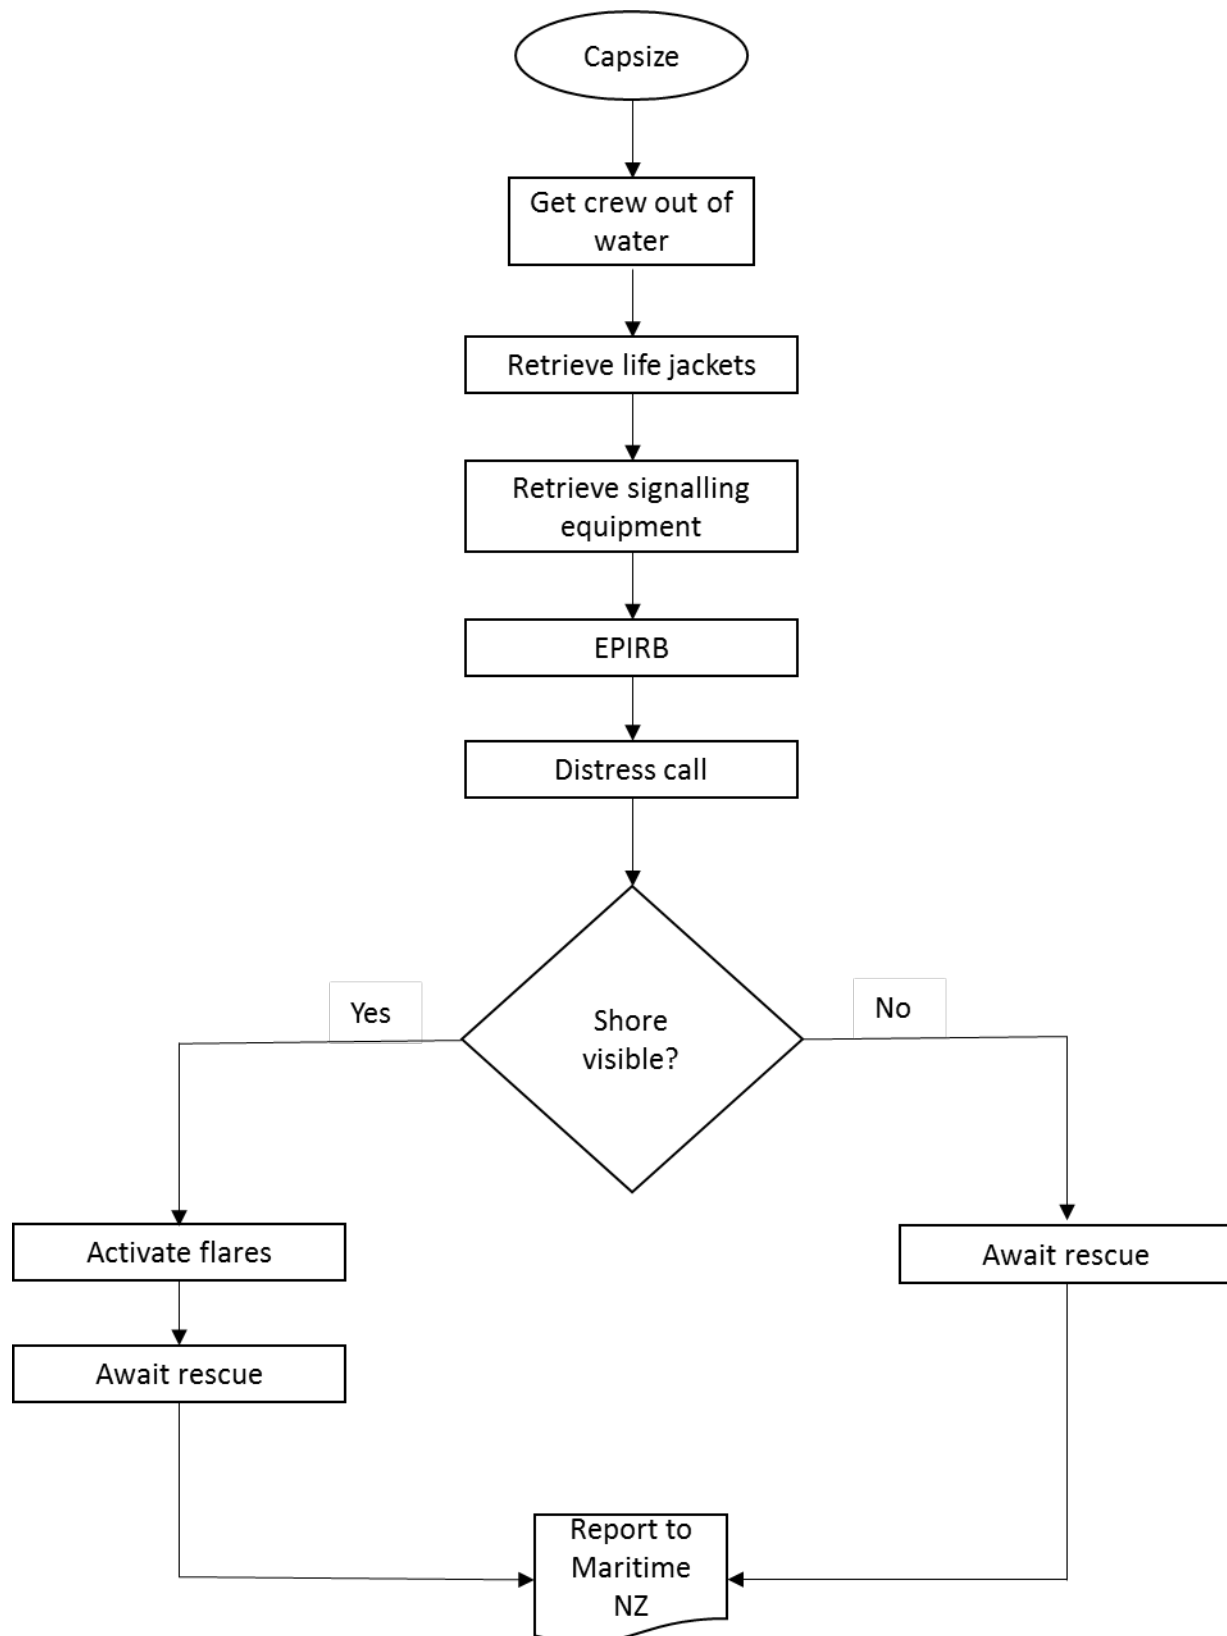 Capsize
Get crew out of
water
Retrieve life jackets
Retrieve signalling
equipment
EPIRB
Distress call
Shore
visible?
Yes
No
Activate flares
Await rescue
Await rescue
Report to
Maritime
NZ